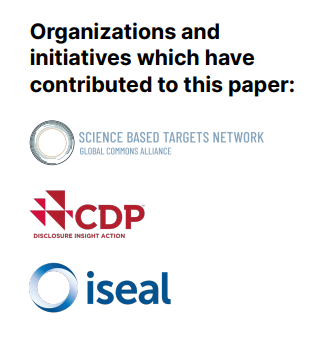 Organizations and
initiatives which have
contributed to this paper:
SCIENCE BASED TARGETS NETWORK
GLOBAL COMMONS ALLIANCE
CDP
DISCLOSURE INSIGHT ACTION
iseal